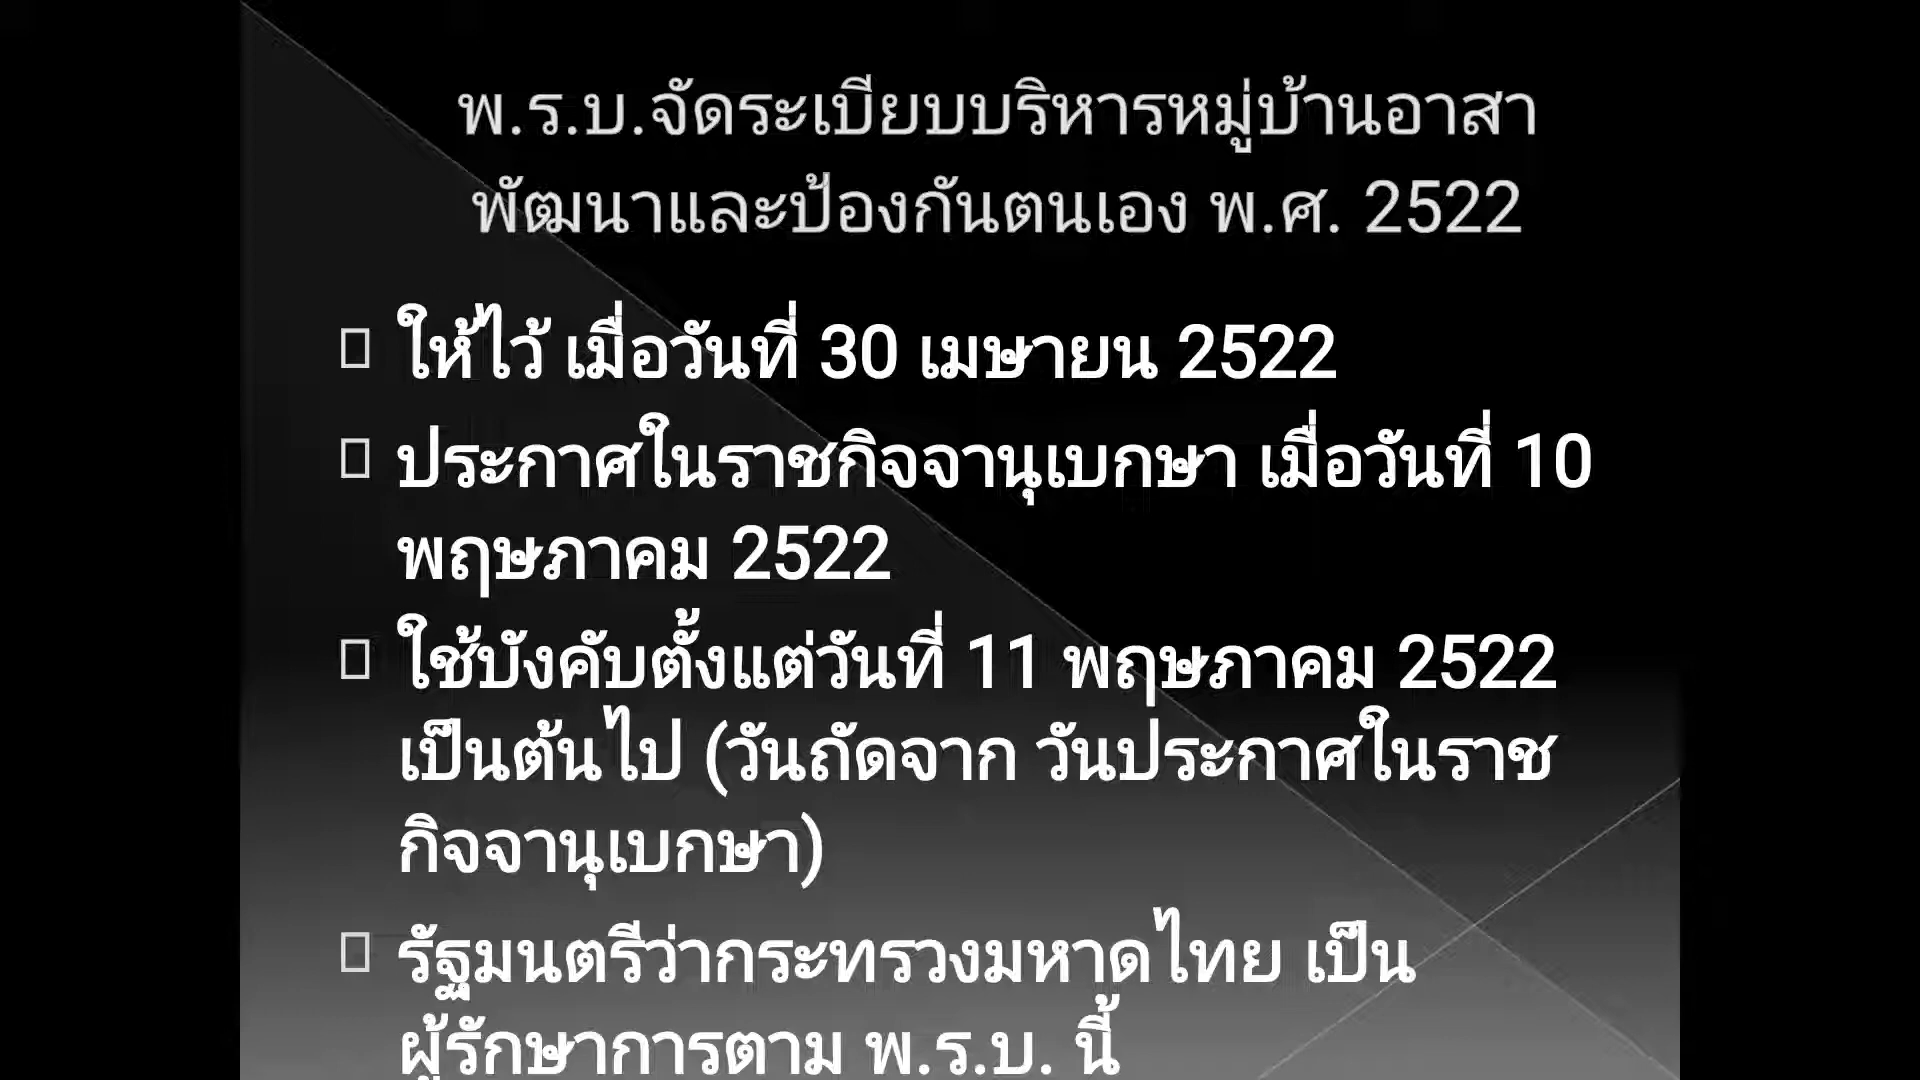 พ.ร.บ.จัดระเบียบบริหารหมู่บ้านอาสา
พัฒนาและป้องกันตนเอง พ.ศ. 2522
ให้ไว้ เมื่อวันที่ 30 เมษายน 2522
ประกาศในราชกิจจานุเบกษา เมื่อวันที่ 10
พฤษภาคม 2522
ใช้บังคับตั้งแต่วันที่ 11 พฤษภาคม 2522
เป็นต้นไป (วันถัดจาก วันประกาศในราช
กิจจานุเบกษา)
รัฐมนตรีว่ากระทรวงมหาดไทย เป็น
ผู้รักษาการตาม พ.ร.บ. นี้